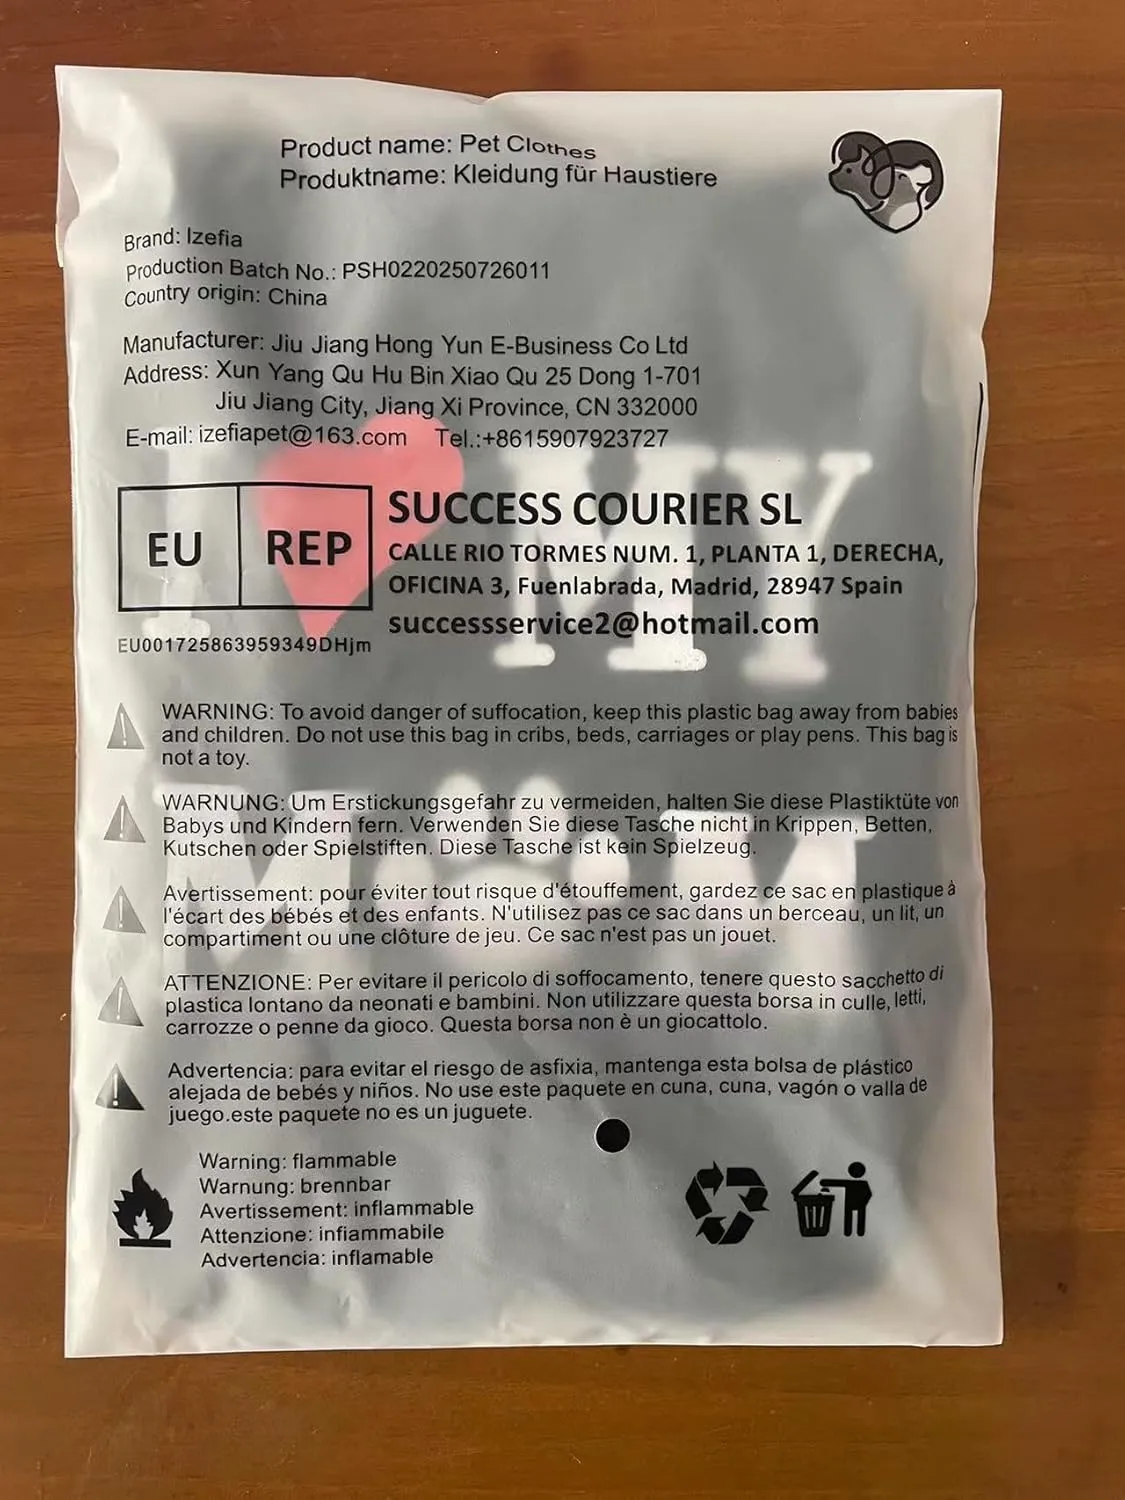 Product name: Pet Clothes
Produktname: Kleidung für Haustiere
Brand: Izefia
Production Batch No.: PSH0220250726011
Country origin: China
Manufacturer: Jiu Jiang Hong Yun E-Business Co Ltd
Address: Xun Yang Qu Hu Bin Xiao Qu 25 Dong 1-701
Jiu Jiang City, Jiang Xi Province, CN 332000
E-mail: izefiapet@163.com Tel.:+8615907923727
I MY
EU REP
SUCCESS COURIER SL
CALLE RIO TORMES NUM. 1, PLANTA 1, DERECHA,
OFICINA 3, Fuenlabrada, Madrid, 28947 Spain
successservice2@hotmail.com
EU001725863959349DHjm
WARNING: To avoid danger of suffocation, keep this plastic bag away from babies
and children. Do not use this bag in cribs, beds, carriages or play pens. This bag is
not a toy.
WARNUNG: Um Erstickungsgefahr zu vermeiden, halten Sie diese Plastiktüte von
Babys und Kindern fern. Verwenden Sie diese Tasche nicht in Krippen, Betten,
Kutschen oder Spielstiften. Diese Tasche ist kein Spielzeug.
M M
Avertissement: pour éviter tout risque d'étouffement, gardez ce sac en plastique à
l'écart des bébés et des enfants. N'utilisez pas ce sac dans un berceau, un lit, un
compartiment ou une clôture de jeu. Ce sac n'est pas un jouet.
ATTENZIONE: Per evitare il pericolo di soffocamento, tenere questo sacchetto di
plastica lontano da neonati e bambini. Non utilizzare questa borsa in culle, letti,
carrozze o penne da gioco. Questa borsa non è un giocattolo.
Advertencia: para evitar el riesgo de asfixia, mantenga esta bolsa de plástico
alejada de bebés y niños. No use este paquete en cuna, cuna, vagón o valla de
juego.este paquete no es un juguete.
Warning: flammable
Warnung: brennbar
Avertissement: inflammable
Attenzione: infiammabile
Advertencia: inflamable